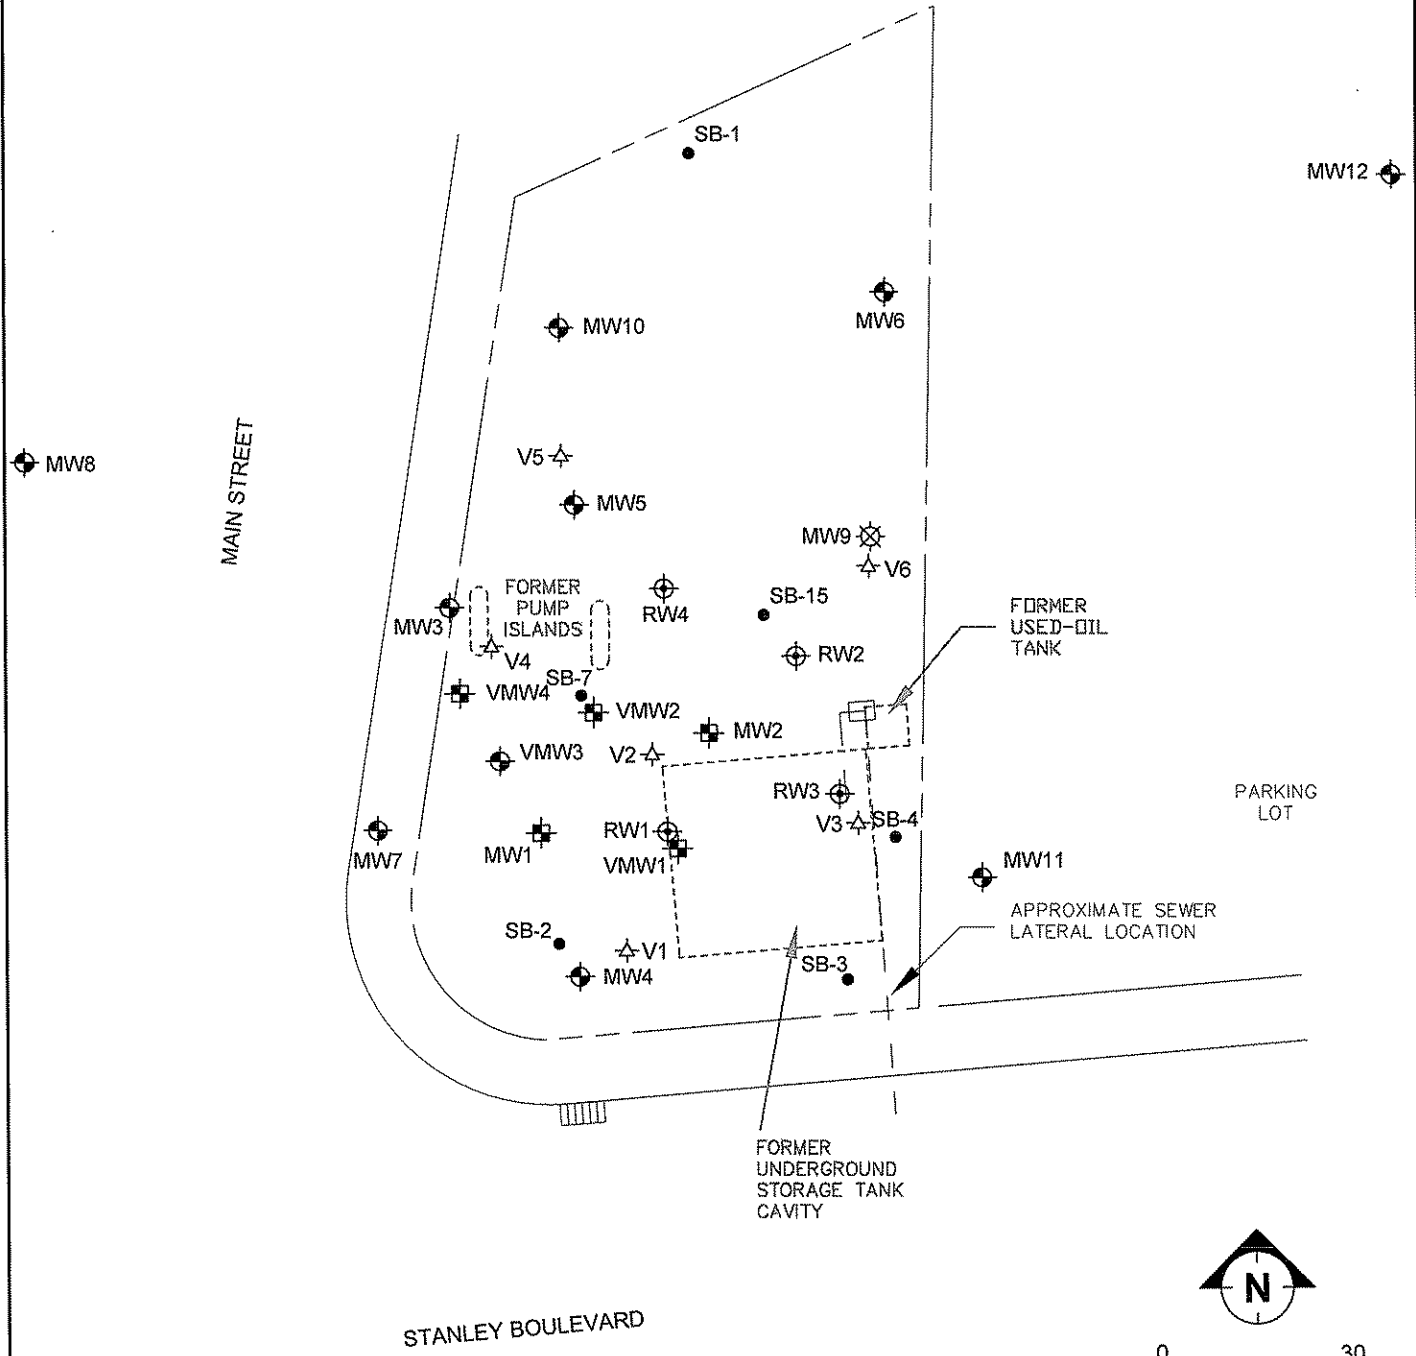 SB-1
MW12
MW6
MW10
MAIN STREET
MW8
V5
MW5
MW9
V6
FORMER
PUMP
ISLANDS
RW4
SB-15
FORMER
USED-OIL
TANK
MW3
V4
RW2
SB-7
VMW4
VMW2
MW2
VMW3
V2
RW3
PARKING
LOT
V3
SB-4
RW1
MW7
MW1
VMW1
MW11
APPROXIMATE SEWER
LATERAL LOCATION
SB-2
V1
SB-3
MW4
FORMER
UNDERGROUND
STORAGE TANK
CAVITY
N
STANLEY BOULEVARD
0
30